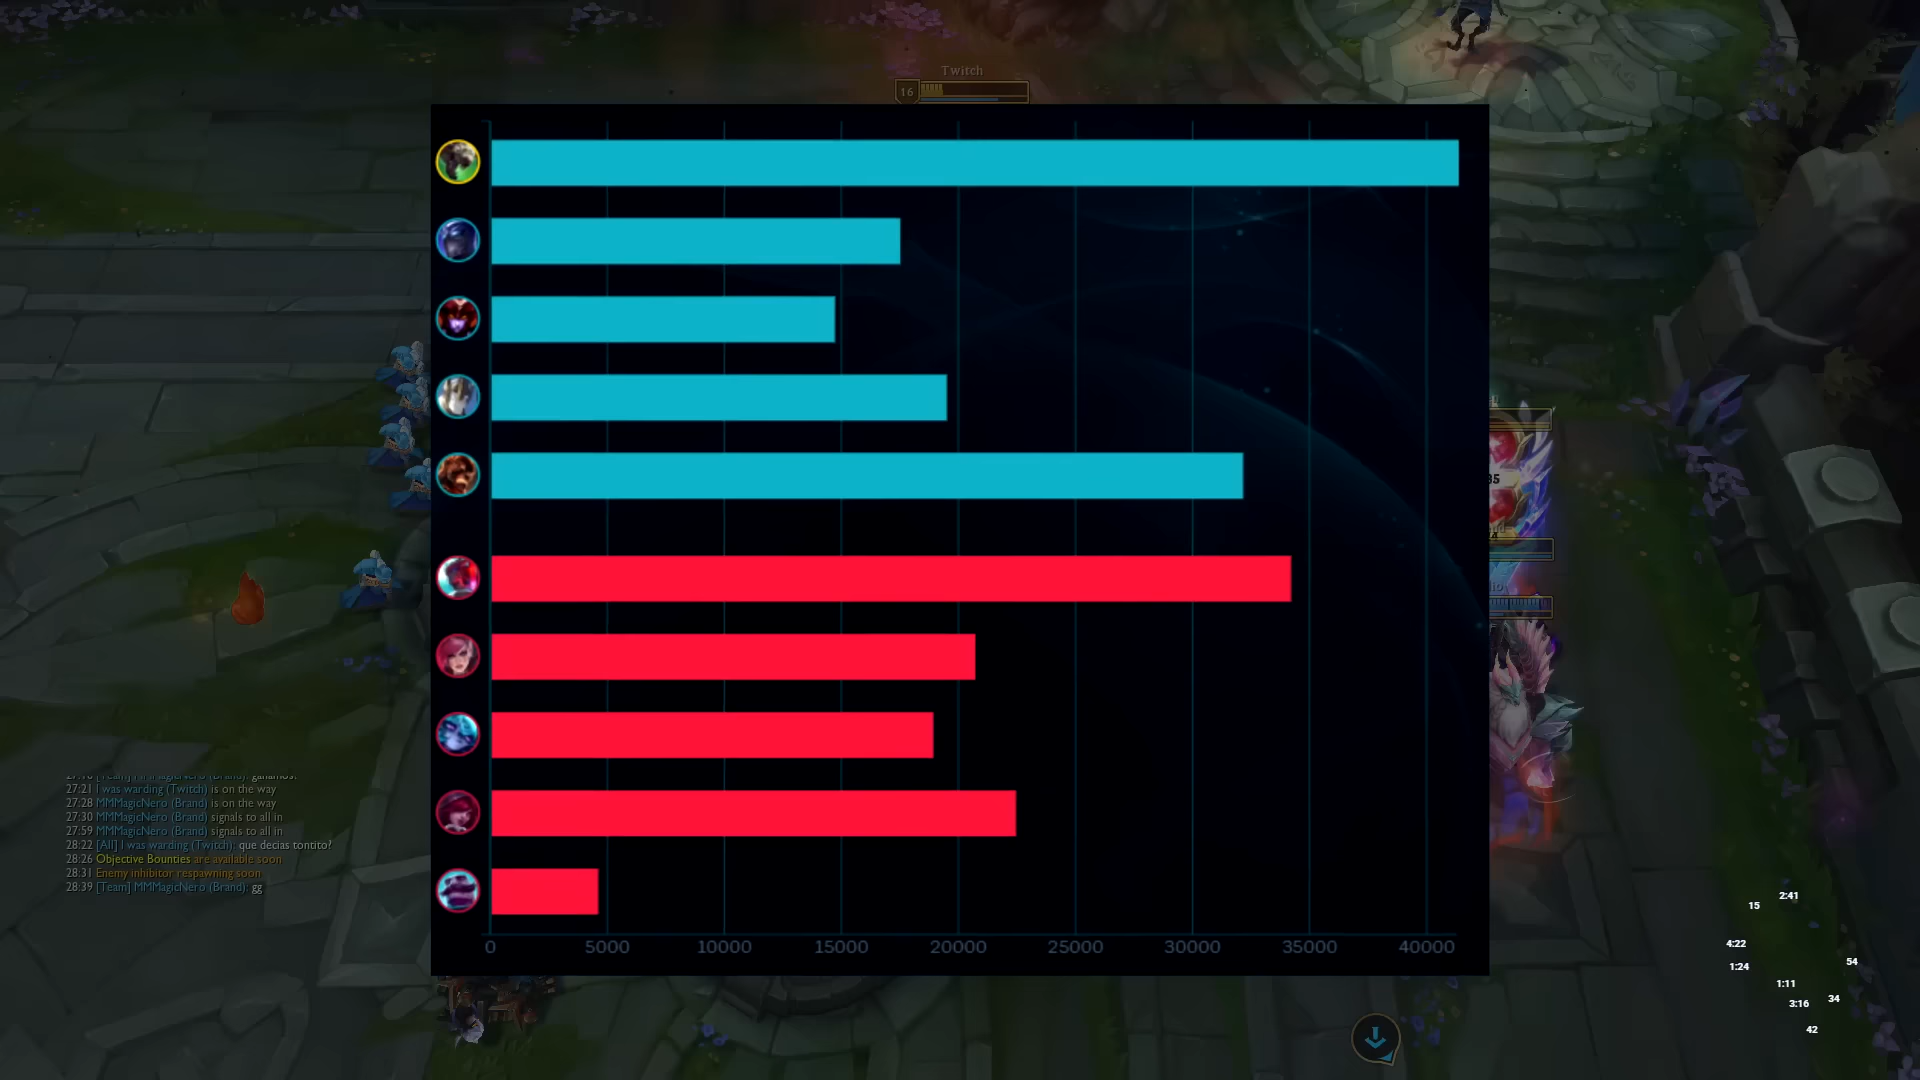 Twitch
16
35
27:21 I was warding (Twitch) is on the way
27:28 MMMagicNero (Brand) is on the way
27:30 MMMagicNero (Brand) signals to all in
27:59 MMMagicNero (Brand) signals to all in
28:22 [All] I was warding (Twitch): que decias tontito?
28:26 Objective Bounties are available soon
28:31 Enemy inhibitor respawning soon
28:39 [Team] MMMagicNero (Brand): gg
0 5000 10000 15000 20000 25000 30000 35000 40000
2:41
15
4:22
54
1:24
1:11
34
3:16
42